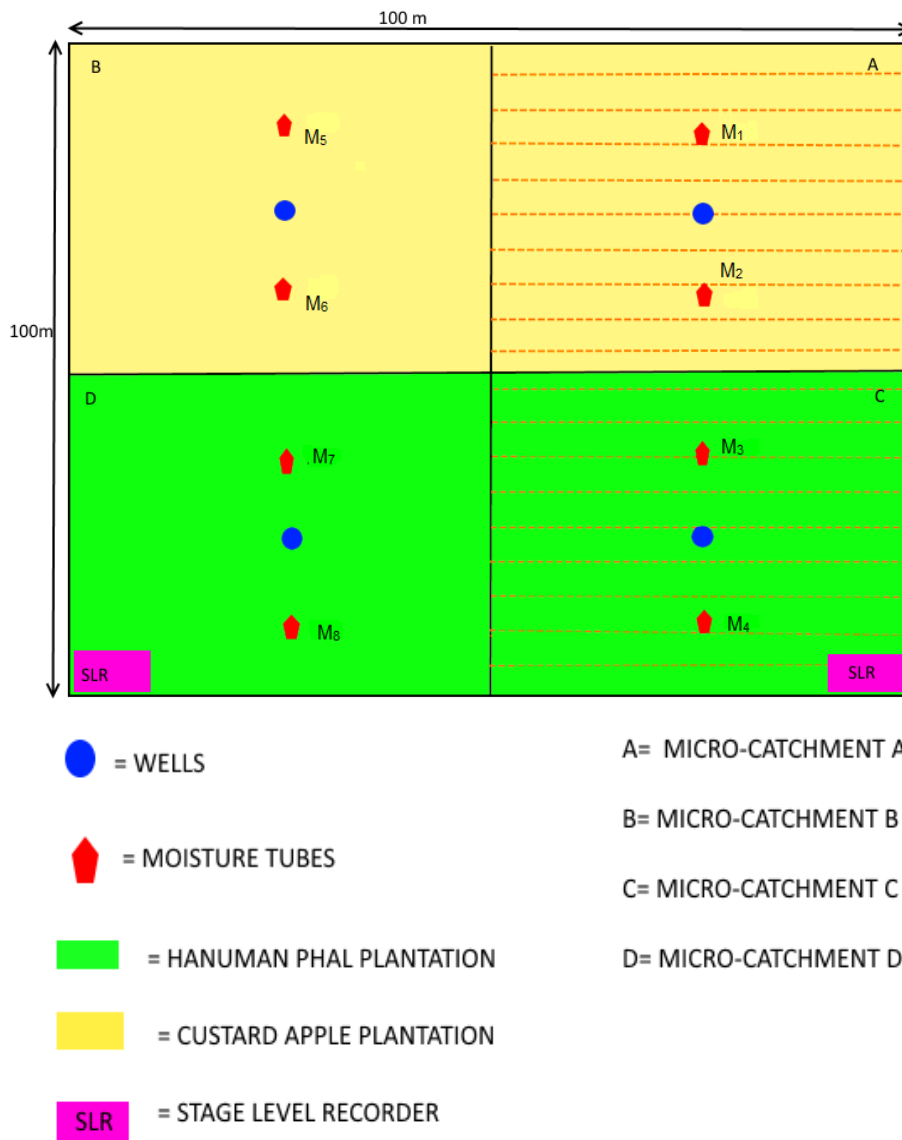 100 m
B
A
M5
M1
M2
M6
100m
D
C
M7
M3
M8
M4
SLR
SLR
= WELLS
A= MICRO-CATCHMENT A
B= MICRO-CATCHMENT B
= MOISTURE TUBES
C= MICRO-CATCHMENT C
= HANUMAN PHAL PLANTATION
D= MICRO-CATCHMENT D
= CUSTARD APPLE PLANTATION
SLR = STAGE LEVEL RECORDER